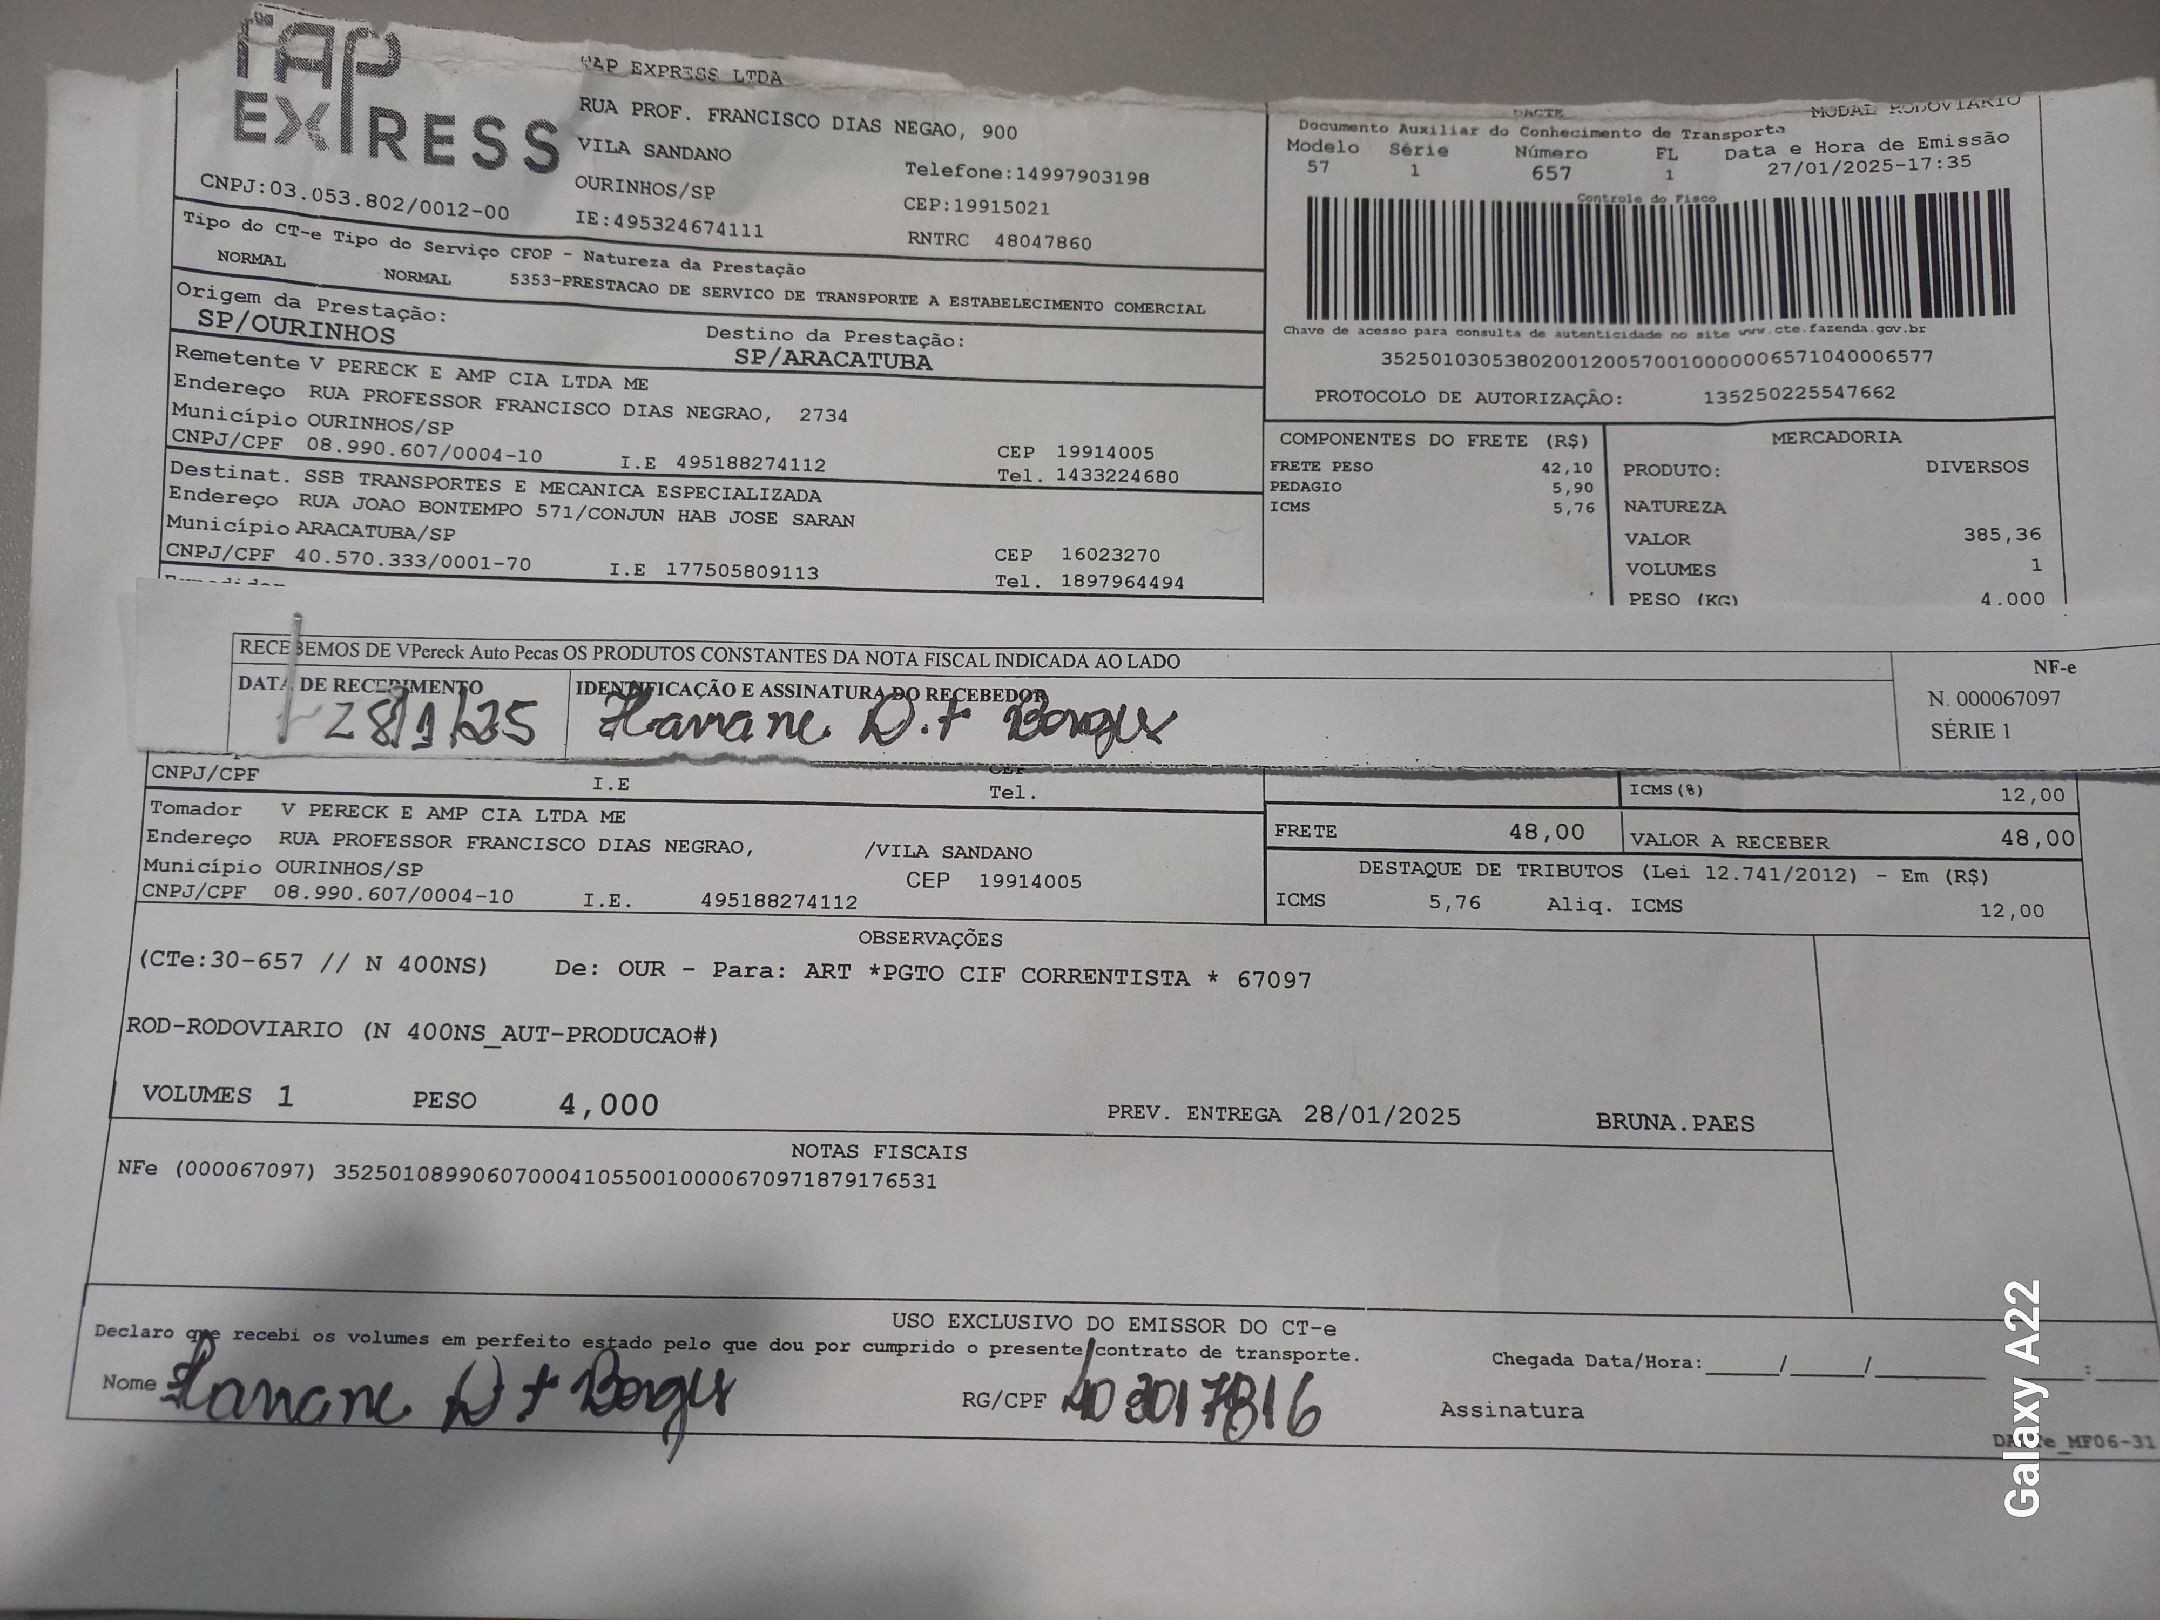 TAP
EXPRESS
CNPJ:03.053.802/0012-00
TAP EXPRESS LTDA
RUA PROF. FRANCISCO DIAS NEGAO, 900
VILA SANDANO
OURINHOS/SP
IE:495324674111
Telefone:14997903198
CEP:19915021
RNTRC 48047860
DACTE
MODAL RODOVIARIO
Documento Auxiliar do Conhecimento de Transporte
Modelo Série Número FL Data e Hora de Emissão
57 1 657 1 27/01/2025-17:35
Controle do Fisco
Chave de acesso para consulta de autenticidade no site www.cte.fazenda.gov.br
35250103053802001200570010000006571040006577
PROTOCOLO DE AUTORIZAÇÃO: 135250225547662
Tipo do CT-e Tipo do Serviço CFOP - Natureza da Prestação
NORMAL NORMAL 5353-PRESTACAO DE SERVICO DE TRANSPORTE A ESTABELECIMENTO COMERCIAL
Origem da Prestação: Destino da Prestação:
SP/OURINHOS SP/ARACATUBA
Remetente V PERECK E AMP CIA LTDA ME
Endereço RUA PROFESSOR FRANCISCO DIAS NEGRAO, 2734
Município OURINHOS/SP CEP 19914005
CNPJ/CPF 08.990.607/0004-10 I.E 495188274112 Tel. 1433224680
Destinat. SSB TRANSPORTES E MECANICA ESPECIALIZADA
Endereço RUA JOAO BONTEMPO 571/CONJUN HAB JOSE SARAN
Município ARACATUBA/SP CEP 16023270
CNPJ/CPF 40.570.333/0001-70 I.E 177505809113 Tel. 1897964494
COMPONENTES DO FRETE (R$)
FRETE PESO 42,10
PEDAGIO 5,90
ICMS 5,76
MERCADORIA
PRODUTO: DIVERSOS
NATUREZA
VALOR 385,36
VOLUMES 1
PESO (KG) 4.000
RECEBEMOS DE VPereck Auto Pecas OS PRODUTOS CONSTANTES DA NOTA FISCAL INDICADA AO LADO
DATA DE RECEBIMENTO IDENTIFICAÇÃO E ASSINATURA DO RECEBEDOR
28/1/25
NF-e
N. 000067097
SÉRIE 1
CNPJ/CPF I.E Tel.
Tomador V PERECK E AMP CIA LTDA ME
Endereço RUA PROFESSOR FRANCISCO DIAS NEGRAO, /VILA SANDANO
Município OURINHOS/SP CEP 19914005
CNPJ/CPF 08.990.607/0004-10 I.E. 495188274112
ICMS(%) 12,00
FRETE 48,00 VALOR A RECEBER 48,00
DESTAQUE DE TRIBUTOS (Lei 12.741/2012) - Em (R$)
ICMS 5,76 Aliq. ICMS 12,00
OBSERVAÇÕES
(CTe:30-657 // N 400NS) De: OUR - Para: ART *PGTO CIF CORRENTISTA * 67097
ROD-RODOVIARIO (N 400NS_AUT-PRODUCAO#)
VOLUMES 1 PESO 4,000 PREV. ENTREGA 28/01/2025 BRUNA.PAES
NOTAS FISCAIS
NFe (000067097) 35250108990607000410550010000670971879176531
USO EXCLUSIVO DO EMISSOR DO CT-e
Declaro que recebi os volumes em perfeito estado pelo que dou por cumprido o presente contrato de transporte.
Chegada Data/Hora:____/____/______:____
Nome RG/CPF Assinatura
Galaxy A22